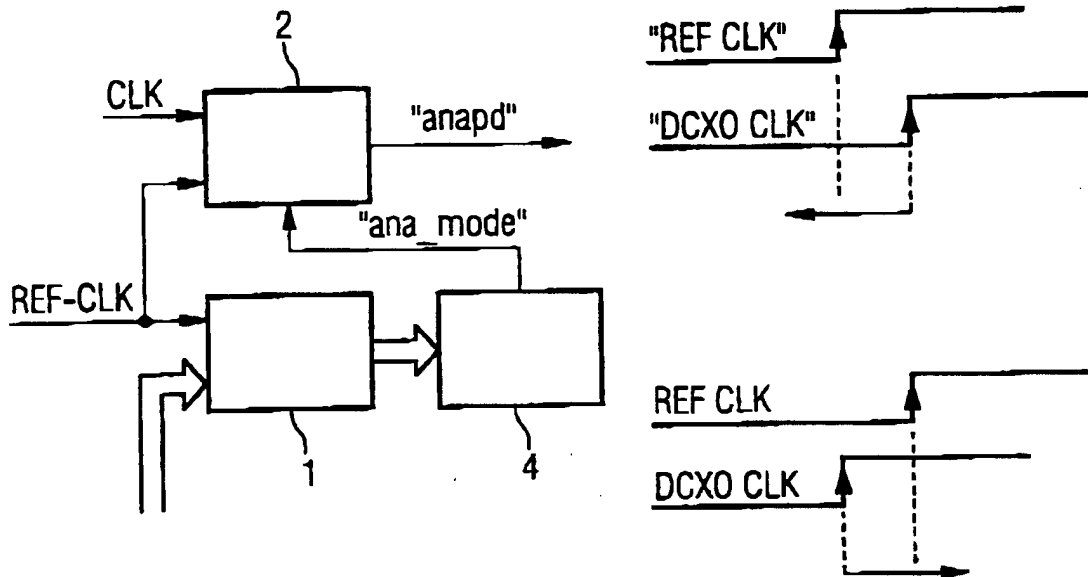 2
CLK
"anapd"
"ana_mode"
REF-CLK
1
4
"REF CLK"
"DCXO CLK"
REF CLK
DCXO CLK